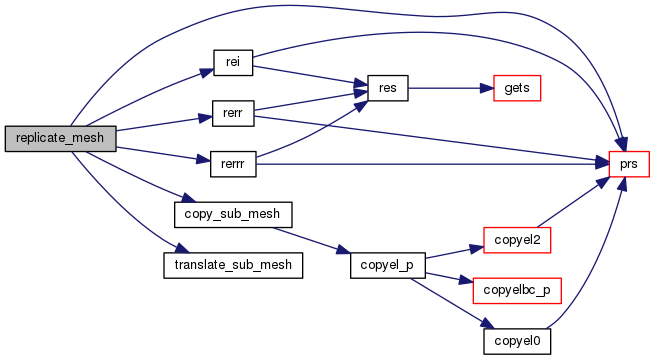 rei
res
gets
rerr
replicate_mesh
rerrr
prs
copy_sub_mesh
copyel2
translate_sub_mesh
copyel_p
copyelbc_p
copyel0